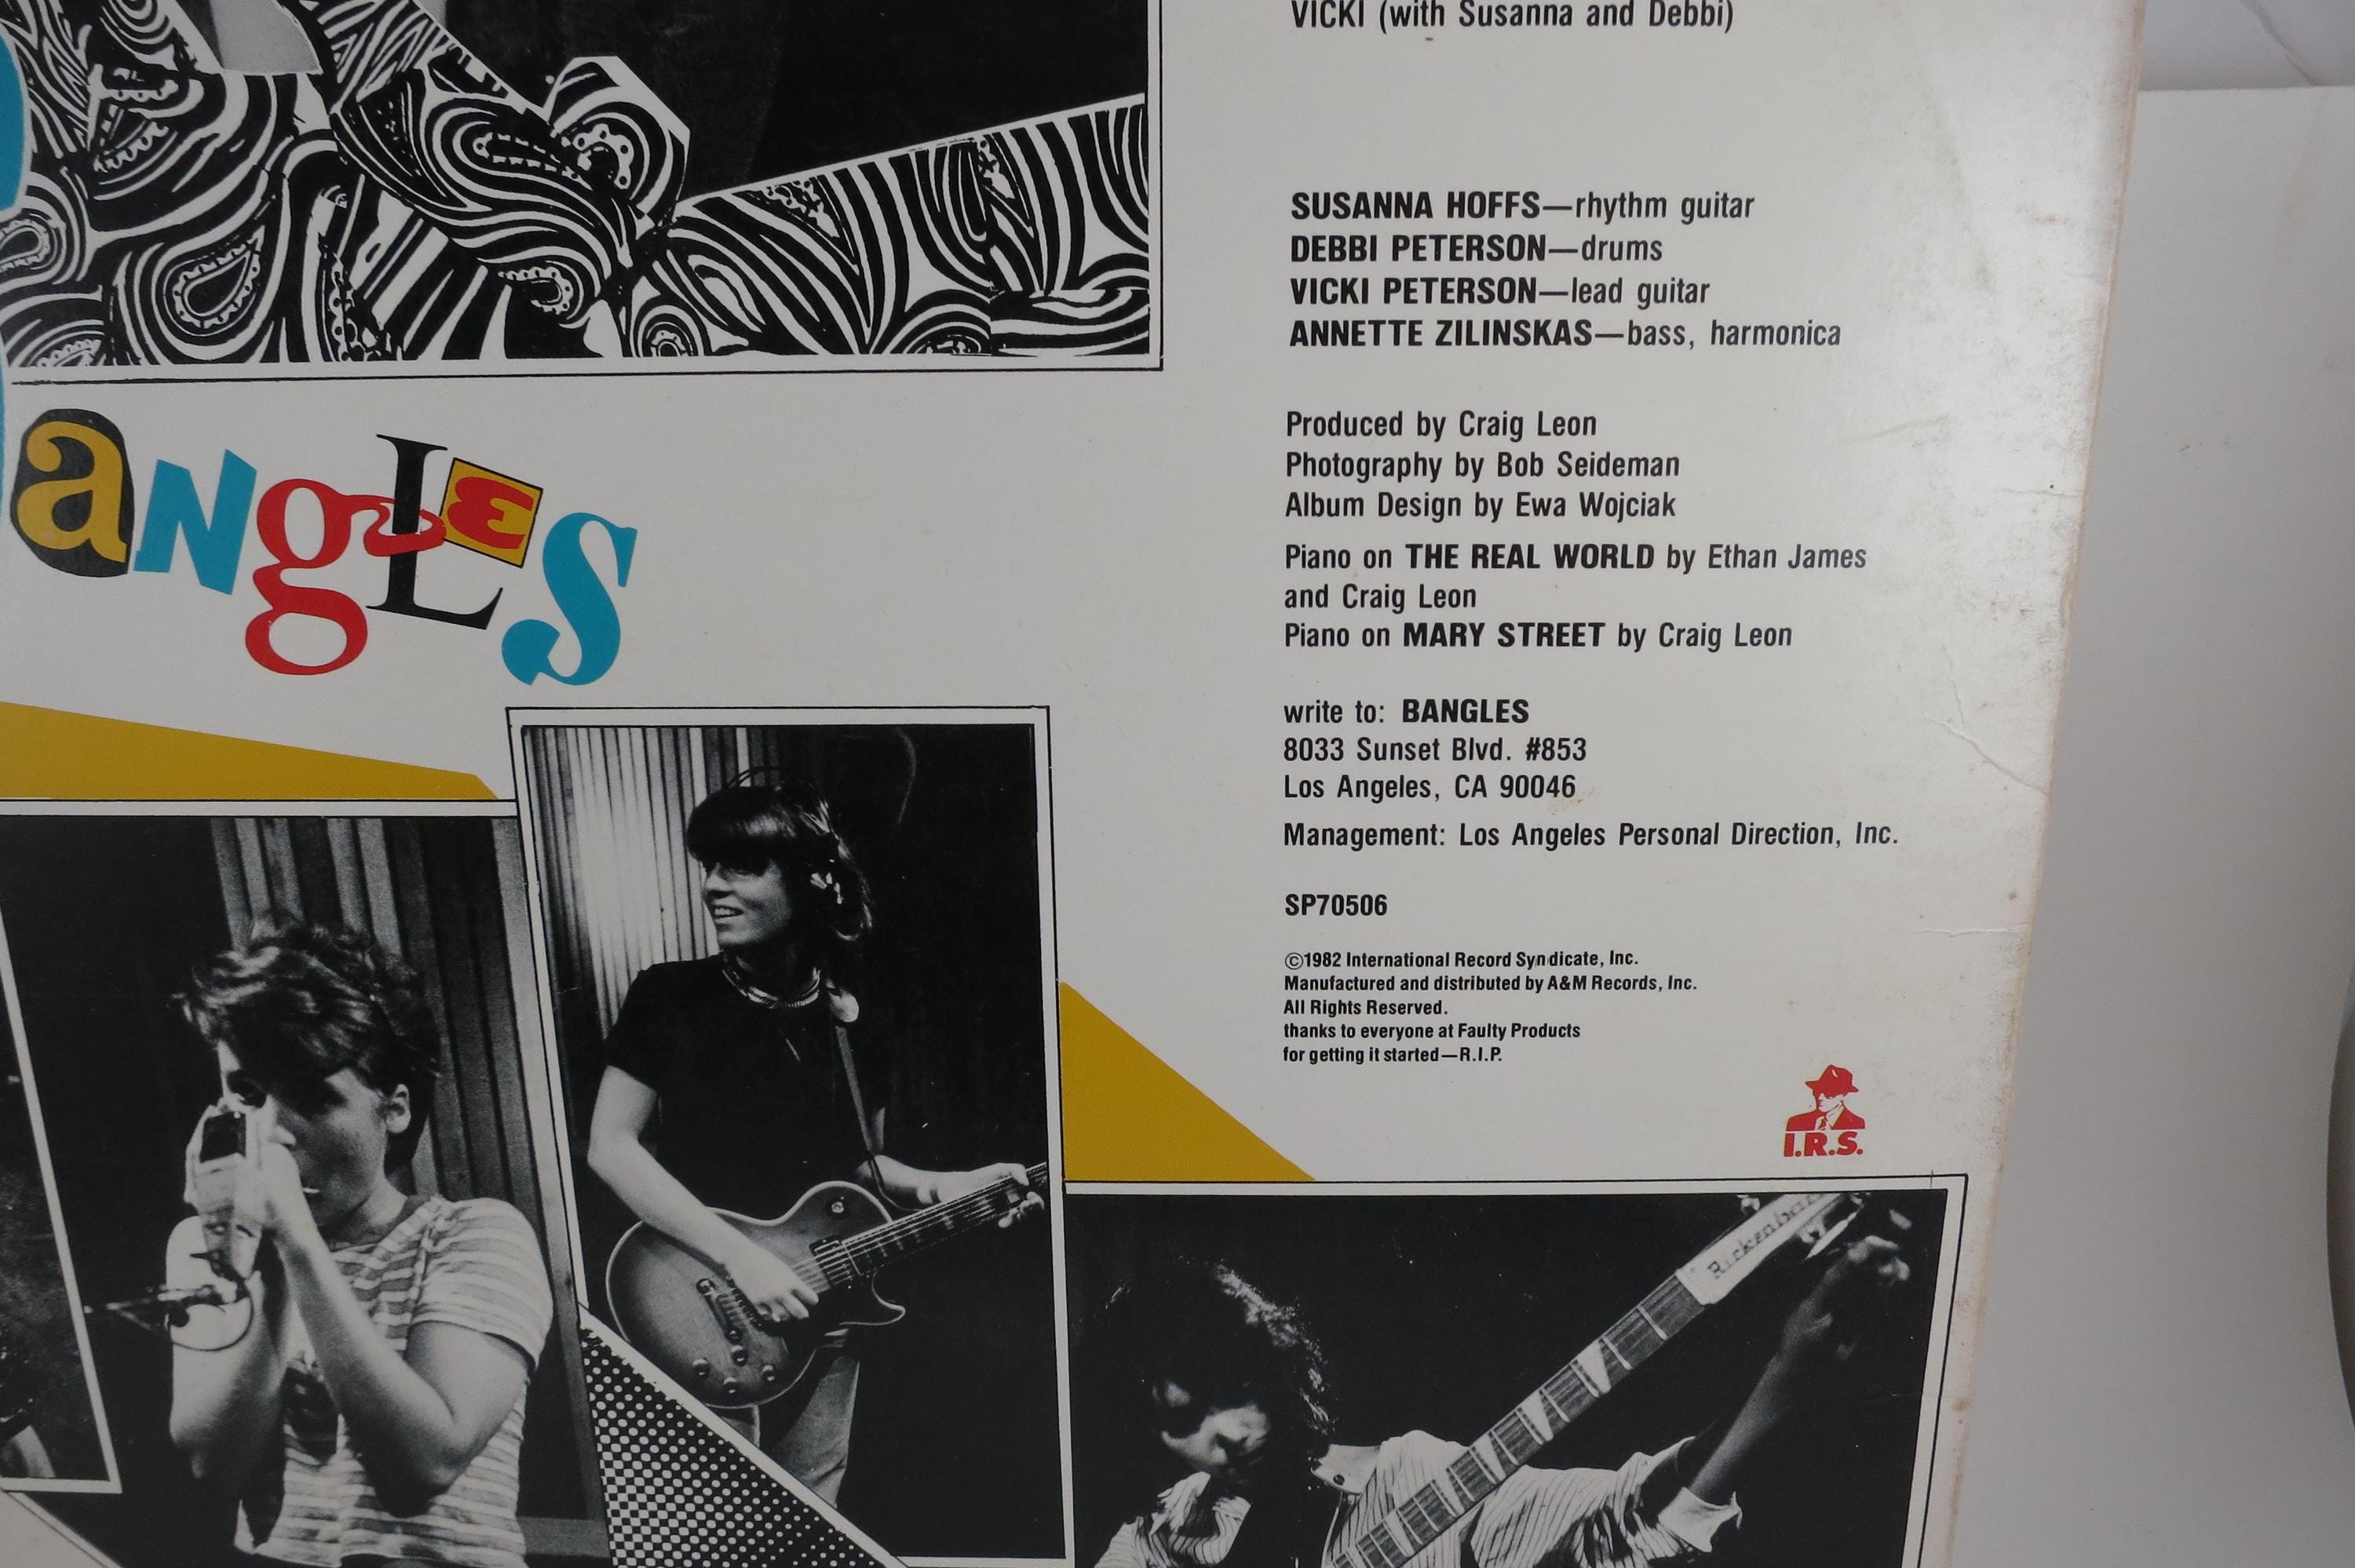 VICKI (with Susanna and Debbi)
SUSANNA HOFFS—rhythm guitar
DEBBI PETERSON—drums
VICKI PETERSON—lead guitar
ANNETTE ZILINSKAS—bass, harmonica
aNgLES
Produced by Craig Leon
Photography by Bob Seideman
Album Design by Ewa Wojciak
Piano on THE REAL WORLD by Ethan James
and Craig Leon
Piano on MARY STREET by Craig Leon
write to: BANGLES
8033 Sunset Blvd. #853
Los Angeles, CA 90046
Management: Los Angeles Personal Direction, Inc.
SP70506
©1982 International Record Syndicate, Inc.
Manufactured and distributed by A&M Records, Inc.
All Rights Reserved.
thanks to everyone at Faulty Products
for getting it started—R.I.P.
I.R.S.